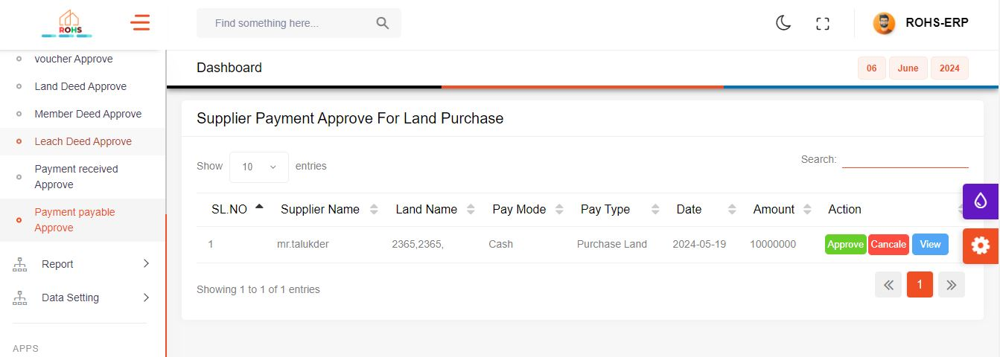 ROHS
Find something here...
ROHS-ERP
voucher Approve
Land Deed Approve
Member Deed Approve
Leach Deed Approve
Payment received
Approve
Payment payable
Approve
Report
Data Setting
APPS
Dashboard
06 June 2024
Supplier Payment Approve For Land Purchase
Show 10 entries
Search:
SL.NO Supplier Name Land Name Pay Mode Pay Type Date Amount Action
1 mr.talukder 2365,2365, Cash Purchase Land 2024-05-19 10000000 Approve Cancale View
Showing 1 to 1 of 1 entries
« 1 »